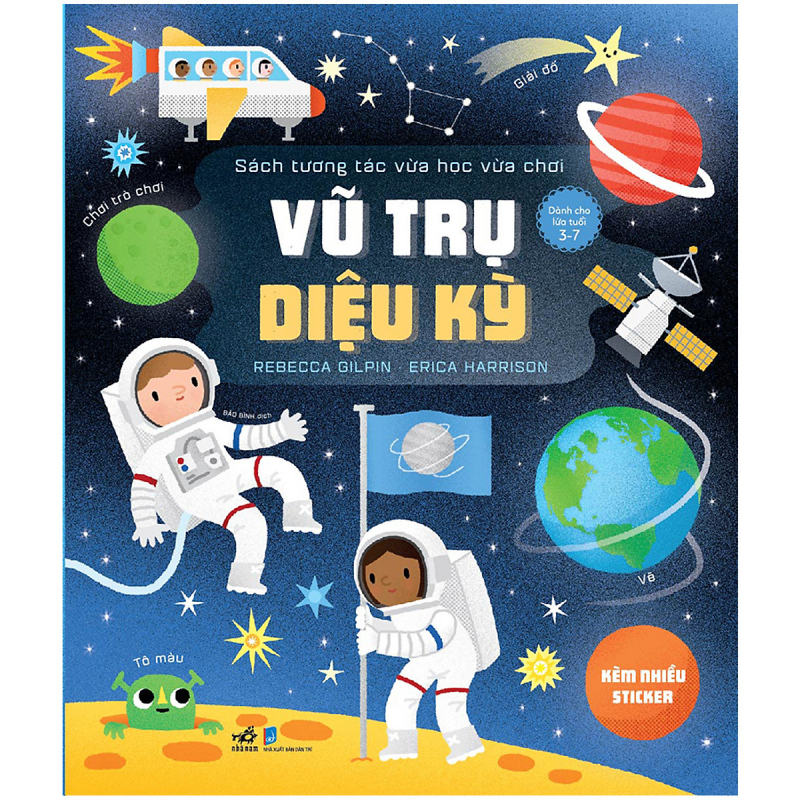 Giải đố
Sách tương tác vừa học vừa chơi
Chơi trò chơi
VŨ TRỤ
DIỆU KỲ
Dành cho
lứa tuổi
3-7
REBECCA GILPIN · ERICA HARRISON
BẢO BÌNH dịch
Vẽ
Tô màu
KÈM NHIỀU
STICKER
nhã nam
NHÀ XUẤT BẢN DÂN TRÍ